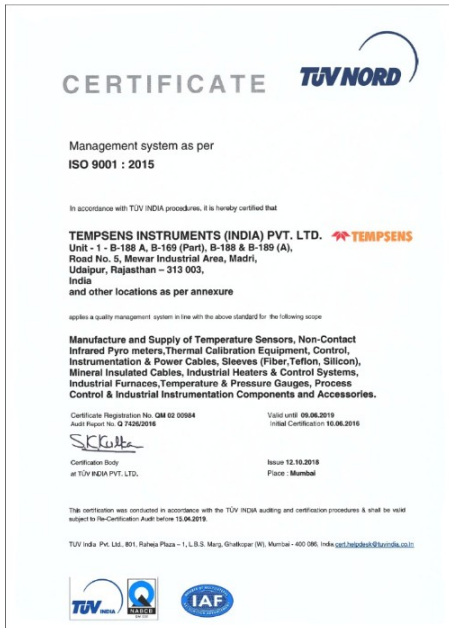 CERTIFICATE
TÜV NORD
Management system as per
ISO 9001 : 2015
In accordance with TÜV INDIA procedures, it is hereby certified that
TEMPSENS INSTRUMENTS (INDIA) PVT. LTD. TEMPSENS
Unit - 1 - B-188 A, B-169 (Part), B-188 & B-189 (A),
Road No. 5, Mewar Industrial Area, Madri,
Udaipur, Rajasthan – 313 003,
India
and other locations as per annexure
applies a quality management system in line with the above standard for the following scope
Manufacture and Supply of Temperature Sensors, Non-Contact
Infrared Pyro meters,Thermal Calibration Equipment, Control,
Instrumentation & Power Cables, Sleeves (Fiber,Teflon, Silicon),
Mineral Insulated Cables, Industrial Heaters & Control Systems,
Industrial Furnaces,Temperature & Pressure Gauges, Process
Control & Industrial Instrumentation Components and Accessories.
Certificate Registration No. QM 02 00984 Valid until 09.06.2019
Audit Report No. Q 7426/2016 Initial Certification 10.06.2016
Certification Body Issue 12.10.2018
at TÜV INDIA PVT. LTD. Place : Mumbai
This certification was conducted in accordance with the TÜV INDIA auditing and certification procedures & shall be valid
subject to Re-Certification Audit before 15.04.2019.
TUV India Pvt. Ltd., 801, Raheja Plaza – 1, L.B.S. Marg, Ghatkopar (W), Mumbai - 400 086, India cert.helpdesk@tuvindia.co.in
TÜV INDIA
NABCB
IAF